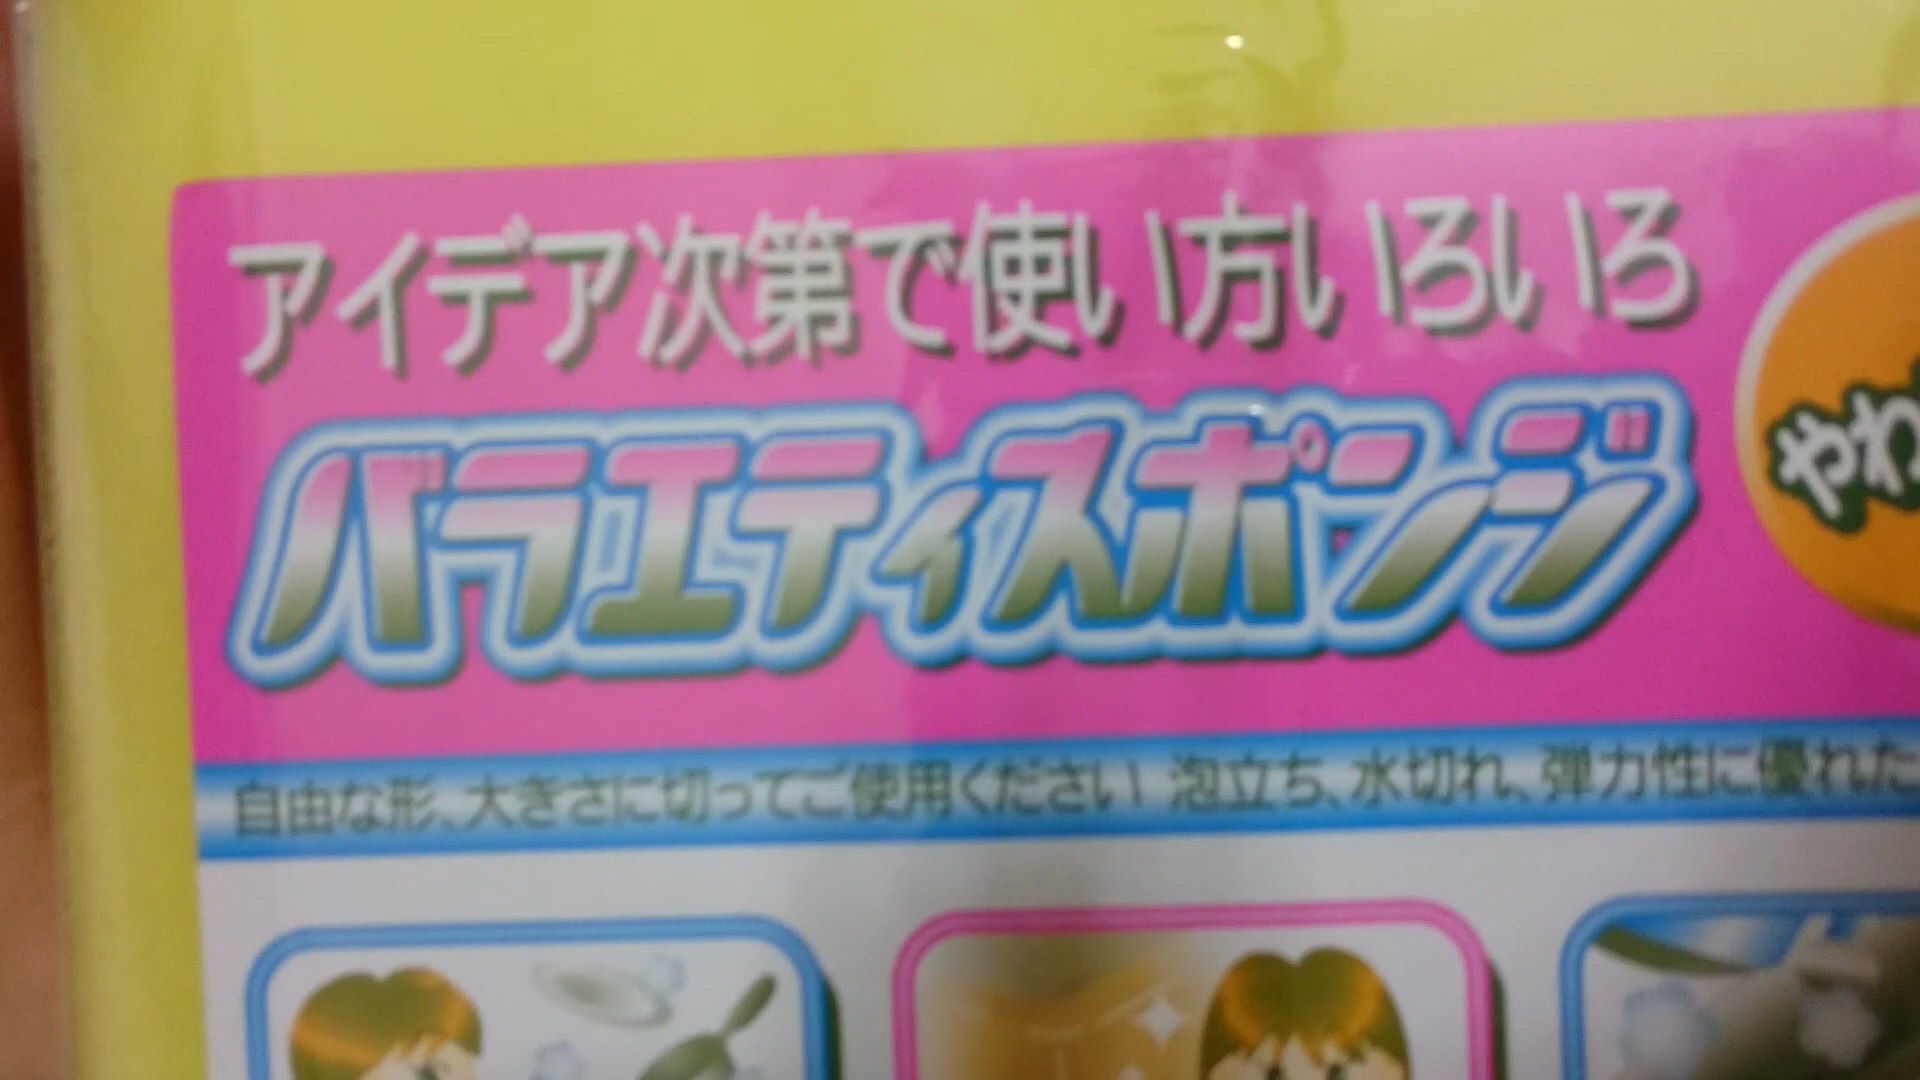 アイデア次第で使い方いろいろ
バラエティスポンジ
やわ
自由な形、大きさに切ってご使用ください 泡立ち、水切れ、弾力性に優れた